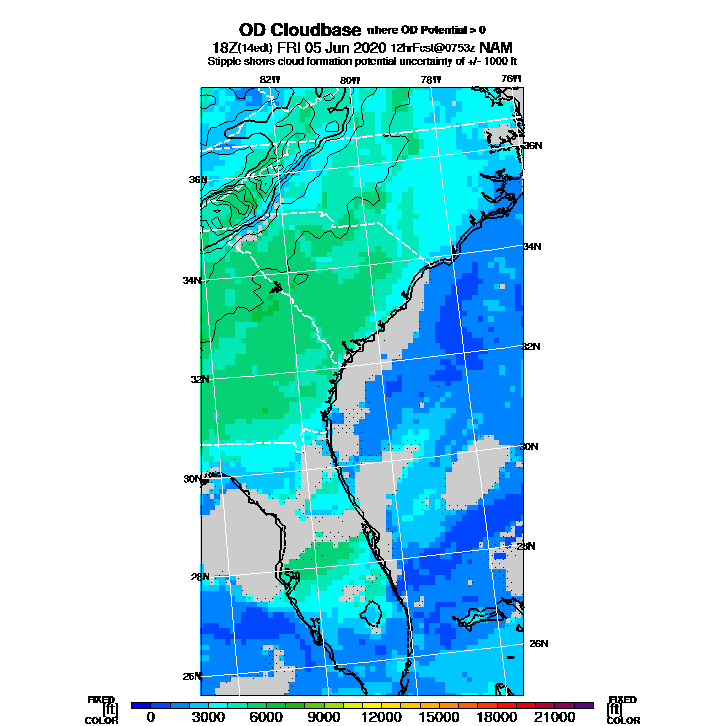 OD Cloudbase where OD Potential > 0
18Z(14edt) FRI 05 Jun 2020 12hrFcst@0753z NAM
Stipple shows cloud formation potential uncertainty of +/- 1000 ft
82W 80W 78W 76W
36N
36N
34N
34N
32N
32N
30N
30N
28N
28N
26N
26N
FIXED FIXED
[ft] [ft]
COLOR COLOR
0 3000 6000 9000 12000 15000 18000 21000